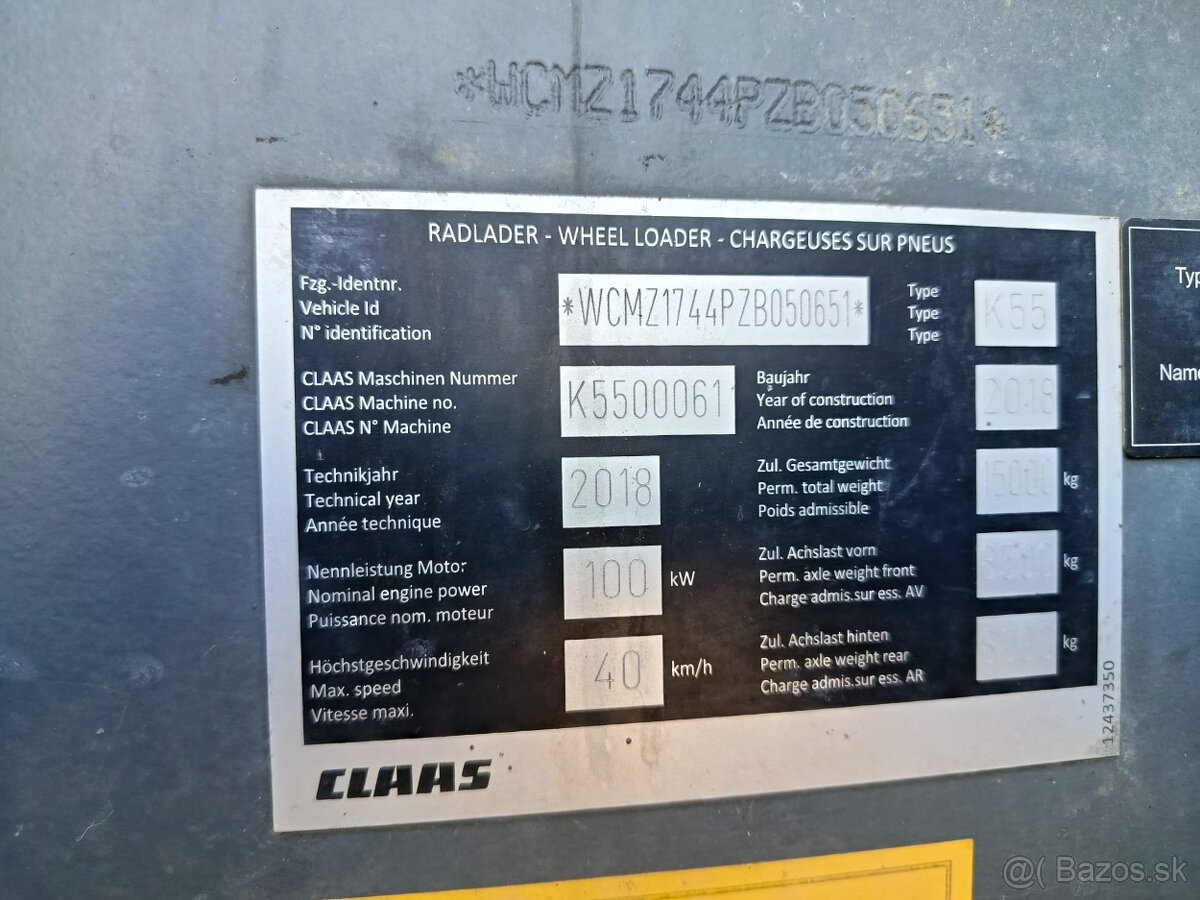 *WCMZ1744PZB050651*
RADLADER - WHEEL LOADER - CHARGEUSES SUR PNEUS
Fzg.-Identnr.
Vehicle Id
N° identification
*WCMZ1744PZB050651*
Type
Type
Type
K55
CLAAS Maschinen Nummer
CLAAS Machine no.
CLAAS N° Machine
K5500061
Baujahr
Year of construction
Année de construction
2018
Technikjahr
Technical year
Année technique
2018
Zul. Gesamtgewicht
Perm. total weight
Poids admissible
15000 kg
Nennleistung Motor
Nominal engine power
Puissance nom. moteur
100 kW
Zul. Achslast vorn
Perm. axle weight front
Charge admis.sur ess. AV
kg
Höchstgeschwindigkeit
Max. speed
Vitesse maxi.
40 km/h
Zul. Achslast hinten
Perm. axle weight rear
Charge admis.sur ess. AR
kg
12437350
CLAAS
Name
@( Bazos.sk